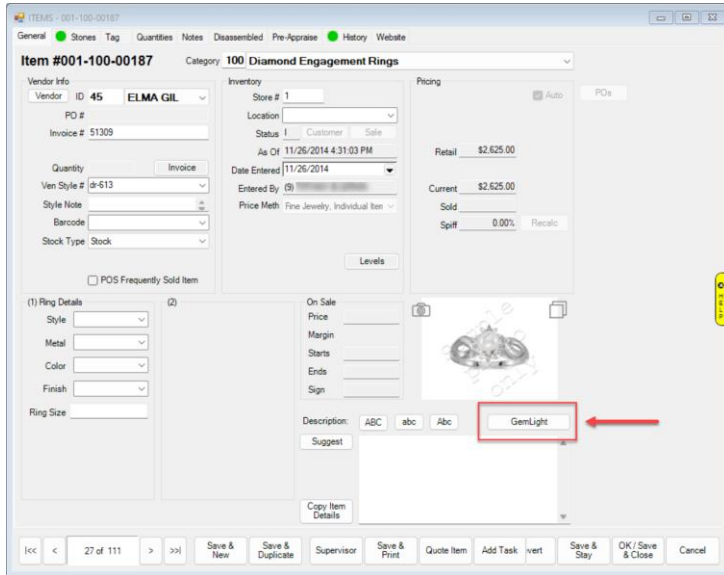 ITEMS - 001-100-00187
General Stones Tag Quantities Notes Disassembled Pre-Appraise History Website
Item #001-100-00187 Category 100 Diamond Engagement Rings
Vendor Info
Vendor ID 45 ELMA GIL
PO #
Invoice # 51309
Quantity Invoice
Ven Style # dr-613
Style Note
Barcode
Stock Type Stock
POS Frequently Sold Item
Inventory
Store # 1
Location
Status I Customer Sale
As Of 11/26/2014 4:31:03 PM
Date Entered 11/26/2014
Entered By (9)
Price Meth Fine Jewelry, Individual Iten
Levels
Pricing
Auto
POs
Retail $2,625.00
Current $2,625.00
Sold
Spiff 0.00% Recalc
(1) Ring Details
Style
Metal
Color
Finish
Ring Size
(2)
On Sale
Price
Margin
Starts
Ends
Sign
Sample
only
Description: ABC abc Abc GemLight
Suggest
Copy Item
Details
|<< < 27 of 111 > >>|
Save &
New
Save &
Duplicate
Supervisor
Save &
Print
Quote Item
Add Task
vert
Save &
Stay
OK / Save
& Close
Cancel